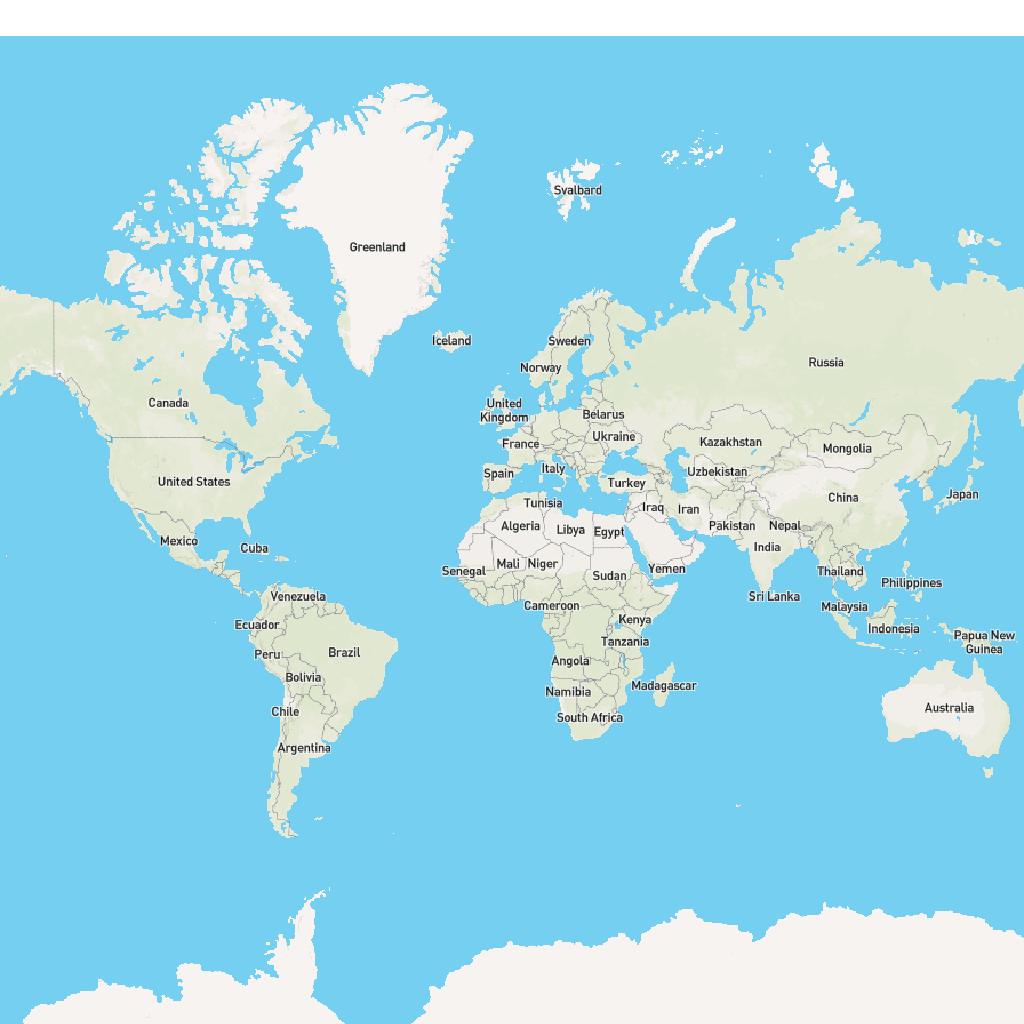 Svalbard
Greenland
Iceland
Sweden
Norway
Russia
Canada
United
Kingdom
Belarus
Ukraine
France
Kazakhstan
Mongolia
Spain
Italy
Uzbekistan
United States
Turkey
China
Japan
Tunisia
Iraq
Iran
Algeria
Libya
Egypt
Pakistan
Nepal
Mexico
Cuba
India
Senegal
Mali
Niger
Sudan
Yemen
Thailand
Philippines
Venezuela
Cameroon
Sri Lanka
Malaysia
Ecuador
Kenya
Indonesia
Papua New
Guinea
Tanzania
Peru
Brazil
Angola
Bolivia
Namibia
Madagascar
Chile
South Africa
Australia
Argentina